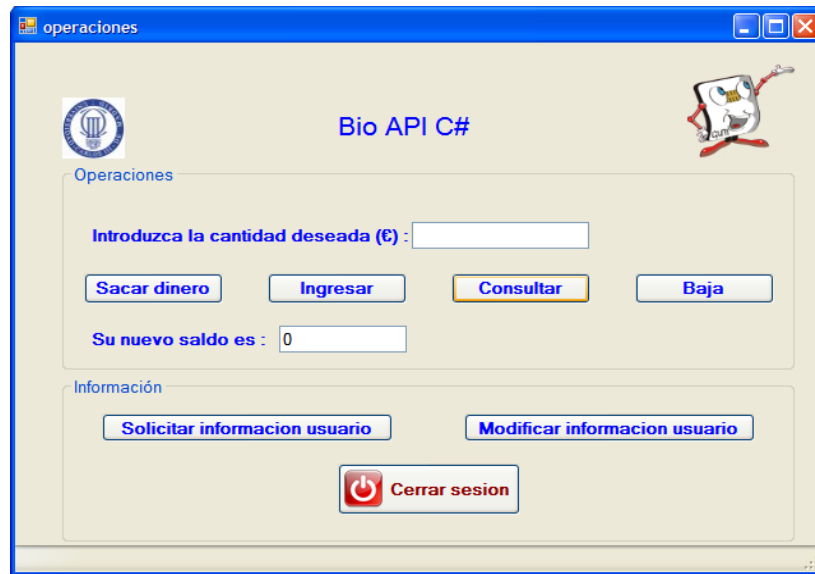 operaciones
Bio API C#
Operaciones
Introduzca la cantidad deseada (€) :
Sacar dinero Ingresar Consultar Baja
Su nuevo saldo es : 0
Información
Solicitar informacion usuario Modificar informacion usuario
Cerrar sesion